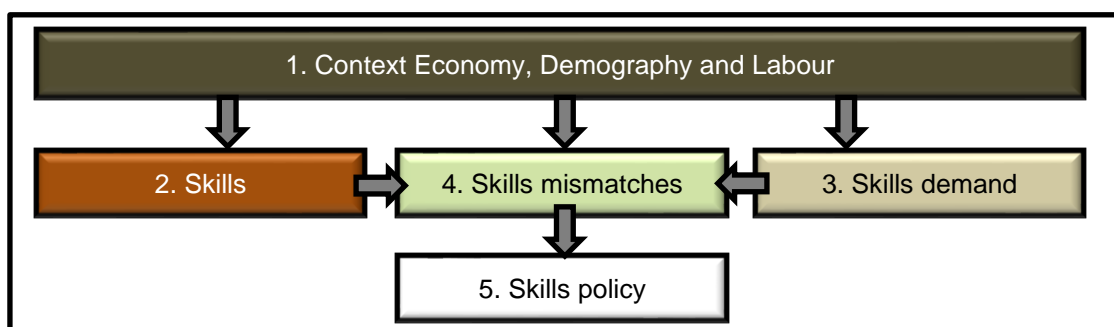 1. Context Economy, Demography and Labour
2. Skills
4. Skills mismatches
3. Skills demand
5. Skills policy